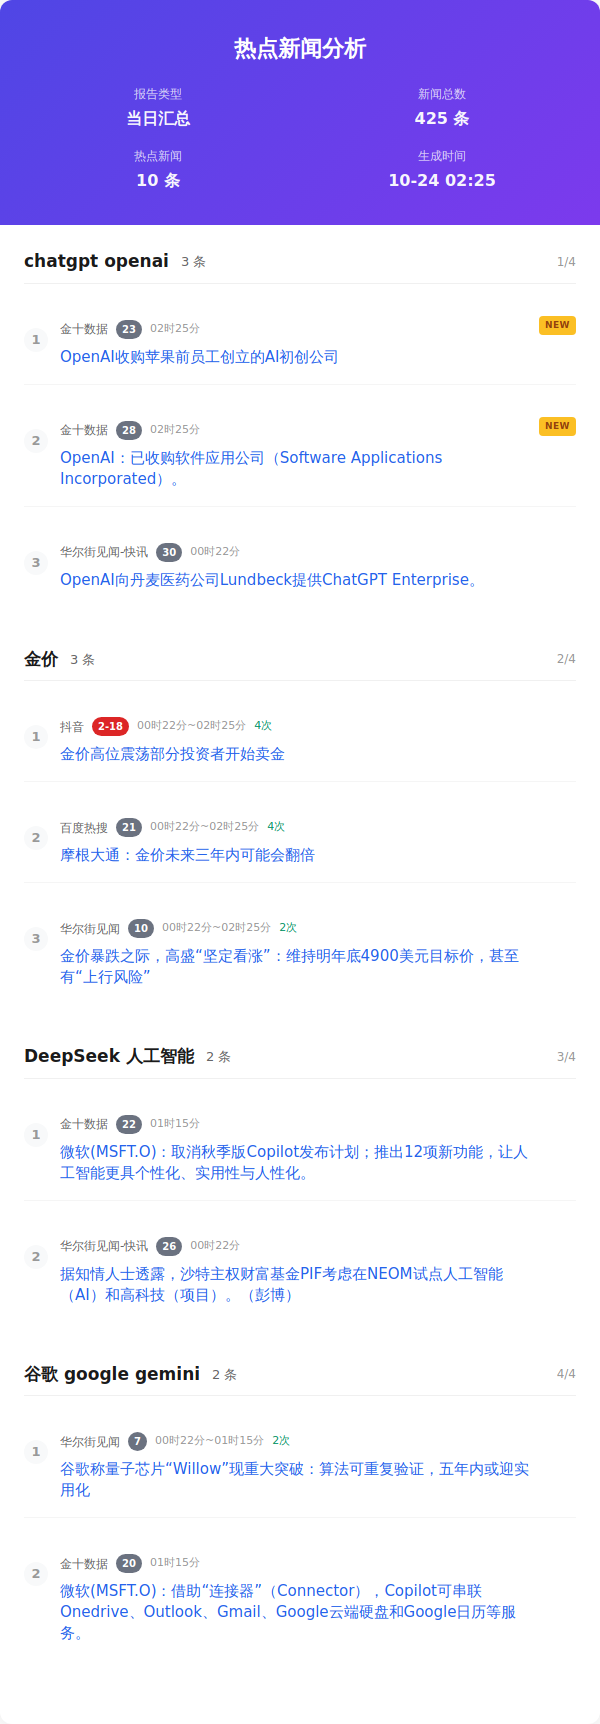 热点新闻分析
报告类型
当日汇总
新闻总数
425 条
热点新闻
10 条
生成时间
10-24 02:25
chatgpt openai 3 条 1/4
1 金十数据 23 02时25分 NEW
OpenAI收购苹果前员工创立的AI初创公司
2 金十数据 28 02时25分 NEW
OpenAI：已收购软件应用公司（Software Applications
Incorporated）。
3 华尔街见闻-快讯 30 00时22分
OpenAI向丹麦医药公司Lundbeck提供ChatGPT Enterprise。
金价 3 条 2/4
1 抖音 2-18 00时22分~02时25分 4次
金价高位震荡部分投资者开始卖金
2 百度热搜 21 00时22分~02时25分 4次
摩根大通：金价未来三年内可能会翻倍
3 华尔街见闻 10 00时22分~02时25分 2次
金价暴跌之际，高盛“坚定看涨”：维持明年底4900美元目标价，甚至
有“上行风险”
DeepSeek 人工智能 2 条 3/4
1 金十数据 22 01时15分
微软(MSFT.O)：取消秋季版Copilot发布计划；推出12项新功能，让人
工智能更具个性化、实用性与人性化。
2 华尔街见闻-快讯 26 00时22分
据知情人士透露，沙特主权财富基金PIF考虑在NEOM试点人工智能
（AI）和高科技（项目）。（彭博）
谷歌 google gemini 2 条 4/4
1 华尔街见闻 7 00时22分~01时15分 2次
谷歌称量子芯片“Willow”现重大突破：算法可重复验证，五年内或迎实
用化
2 金十数据 20 01时15分
微软(MSFT.O)：借助“连接器”（Connector），Copilot可串联
Onedrive、Outlook、Gmail、Google云端硬盘和Google日历等服
务。